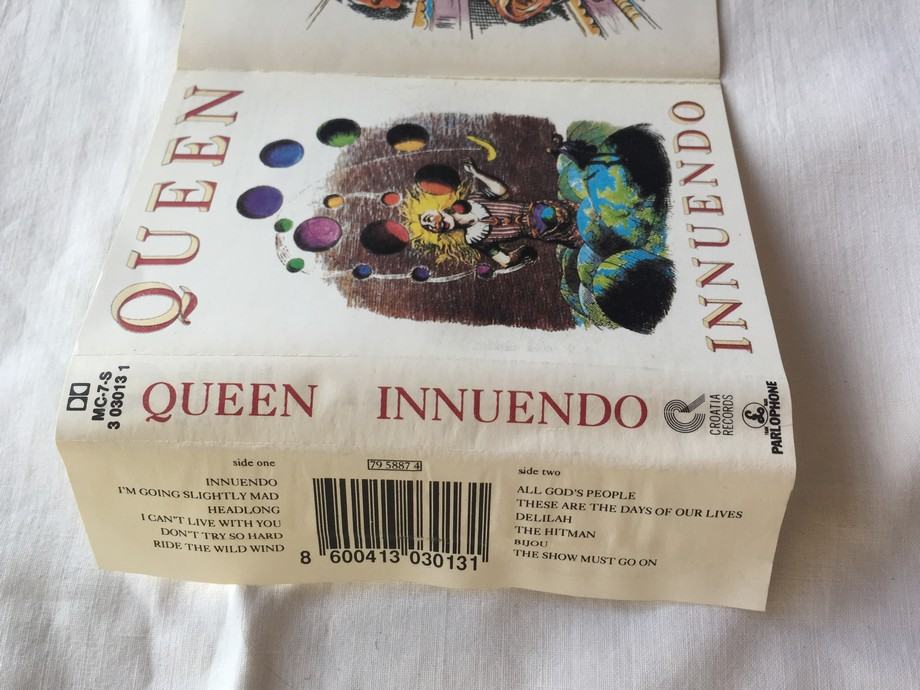 QUEEN
INNUENDO
MC-7-S
3 03013 1
QUEEN INNUENDO
CROATIA
RECORDS
PARLOPHONE
side one
INNUENDO
I'M GOING SLIGHTLY MAD
HEADLONG
I CAN'T LIVE WITH YOU
DON'T TRY SO HARD
RIDE THE WILD WIND
79 5887 4
8 600413 030131
side two
ALL GOD'S PEOPLE
THESE ARE THE DAYS OF OUR LIVES
DELILAH
THE HITMAN
BIJOU
THE SHOW MUST GO ON